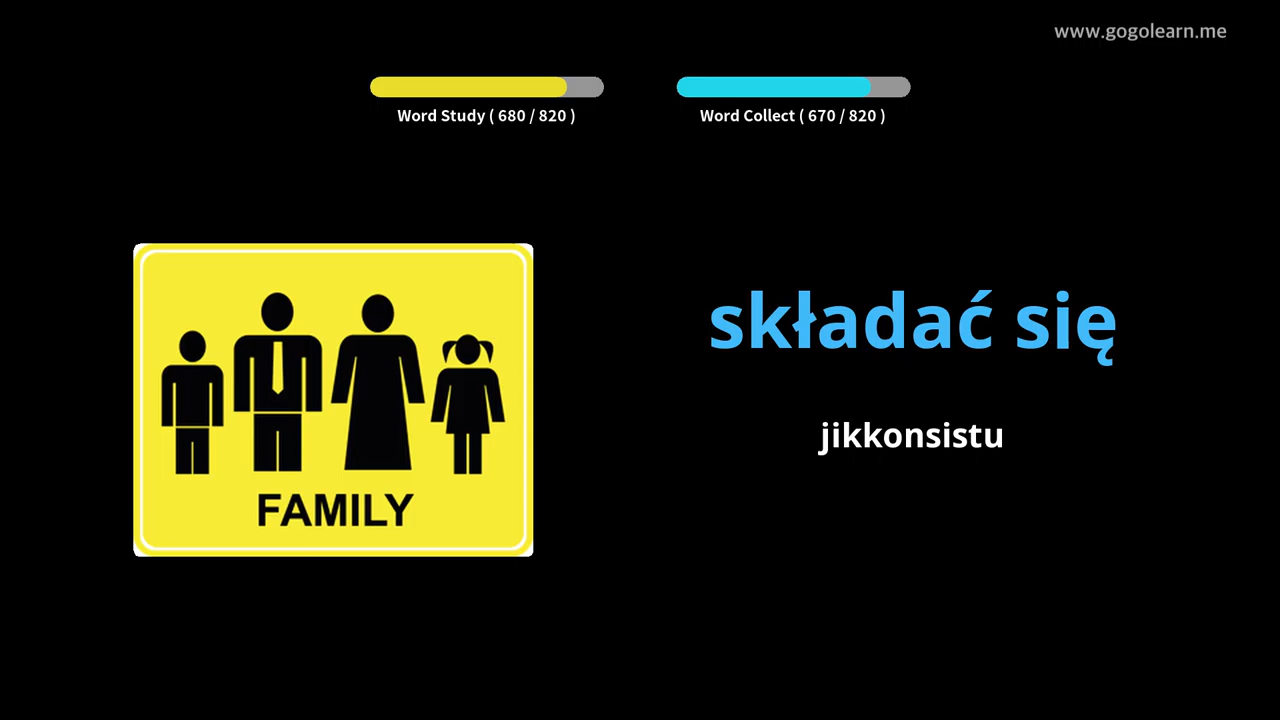 www.gogolearn.me
Word Study ( 680 / 820 )
Word Collect ( 670 / 820 )
składać się
jikkonsistu
FAMILY